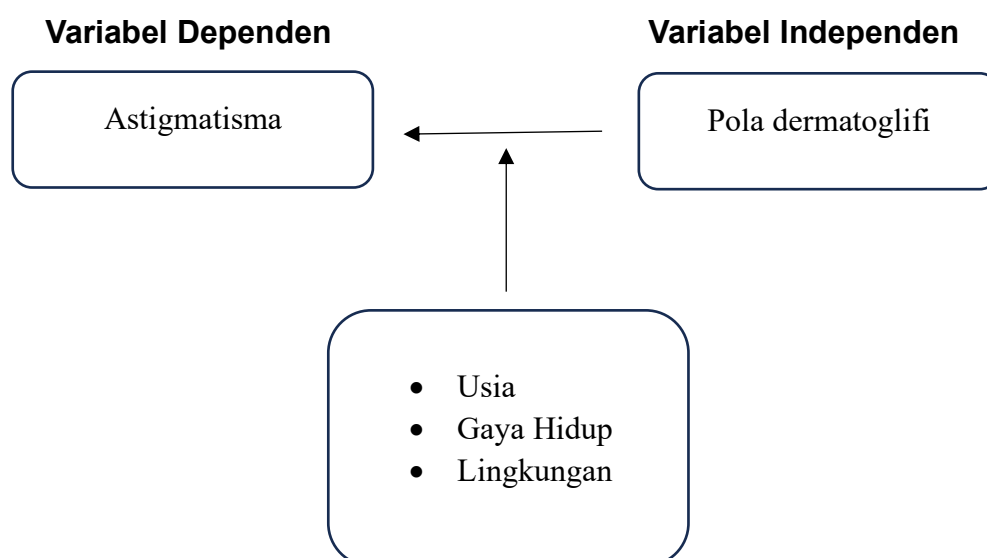 Variabel Dependen
Variabel Independen
Astigmatisma
Pola dermatoglifi
• Usia
• Gaya Hidup
• Lingkungan